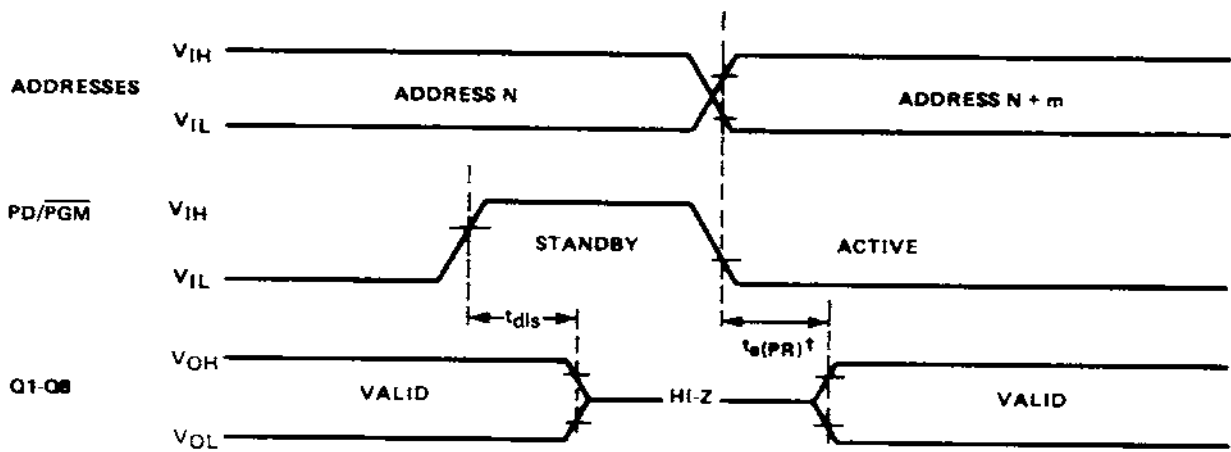 VIH
ADDRESSES
ADDRESS N
ADDRESS N + m
VIL
PD/PGM
VIH
STANDBY
ACTIVE
VIL
tdis
ta(PR)†
VOH
Q1-Q8
VALID
HI-Z
VALID
VOL